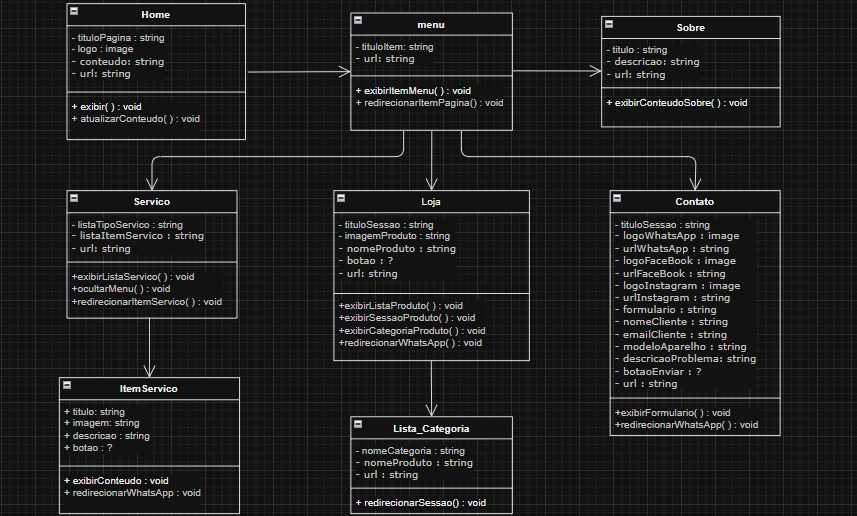 Home
- tituloPagina : string
- logo : image
- conteudo: string
- url: string
+ exibir( ) : void
+ atualizarConteudo( ) : void
menu
- tituloItem: string
- url: string
+ exibirItemMenu( ) : void
+ redirecionarItemPagina() : void
Sobre
- titulo : string
- descricao: string
- url: string
+ exibirConteudoSobre( ) : void
Servico
- listaTipoServico : string
- listaItemServico : string
- url: string
+exibirListaServico( ) : void
+ocultarMenu( ) : void
+redirecionarItemServico( ) : void
Loja
- tituloSessao : string
- imagemProduto : string
- nomeProduto : string
- botao : ?
- url: string
+exibirListaProduto( ) : void
+exibirSessaoProduto( ) : void
+exibirCategoriaProduto( ) : void
+redirecionarWhatsApp( ) : void
Contato
- tituloSessao : string
- logoWhatsApp : image
- urlWhatsApp : string
- logoFaceBook : image
- urlFaceBook : string
- logoInstagram : image
- urlInstagram : string
- formulario : string
- nomeCliente : string
- emailCliente : string
- modeloAparelho : string
- descricaoProblema: string
- botaoEnviar : ?
- url : string
+exibirFormulario( ) : void
+redirecionarWhatsApp( ) : void
ItemServico
+ titulo: string
+ imagem: string
+ descricao : string
+ botao : ?
+ exibirConteudo : void
+ redirecionarWhatsApp : void
Lista_Categoria
- nomeCategoria : string
- nomeProduto : string
- url : string
+ redirecionarSessao() : void